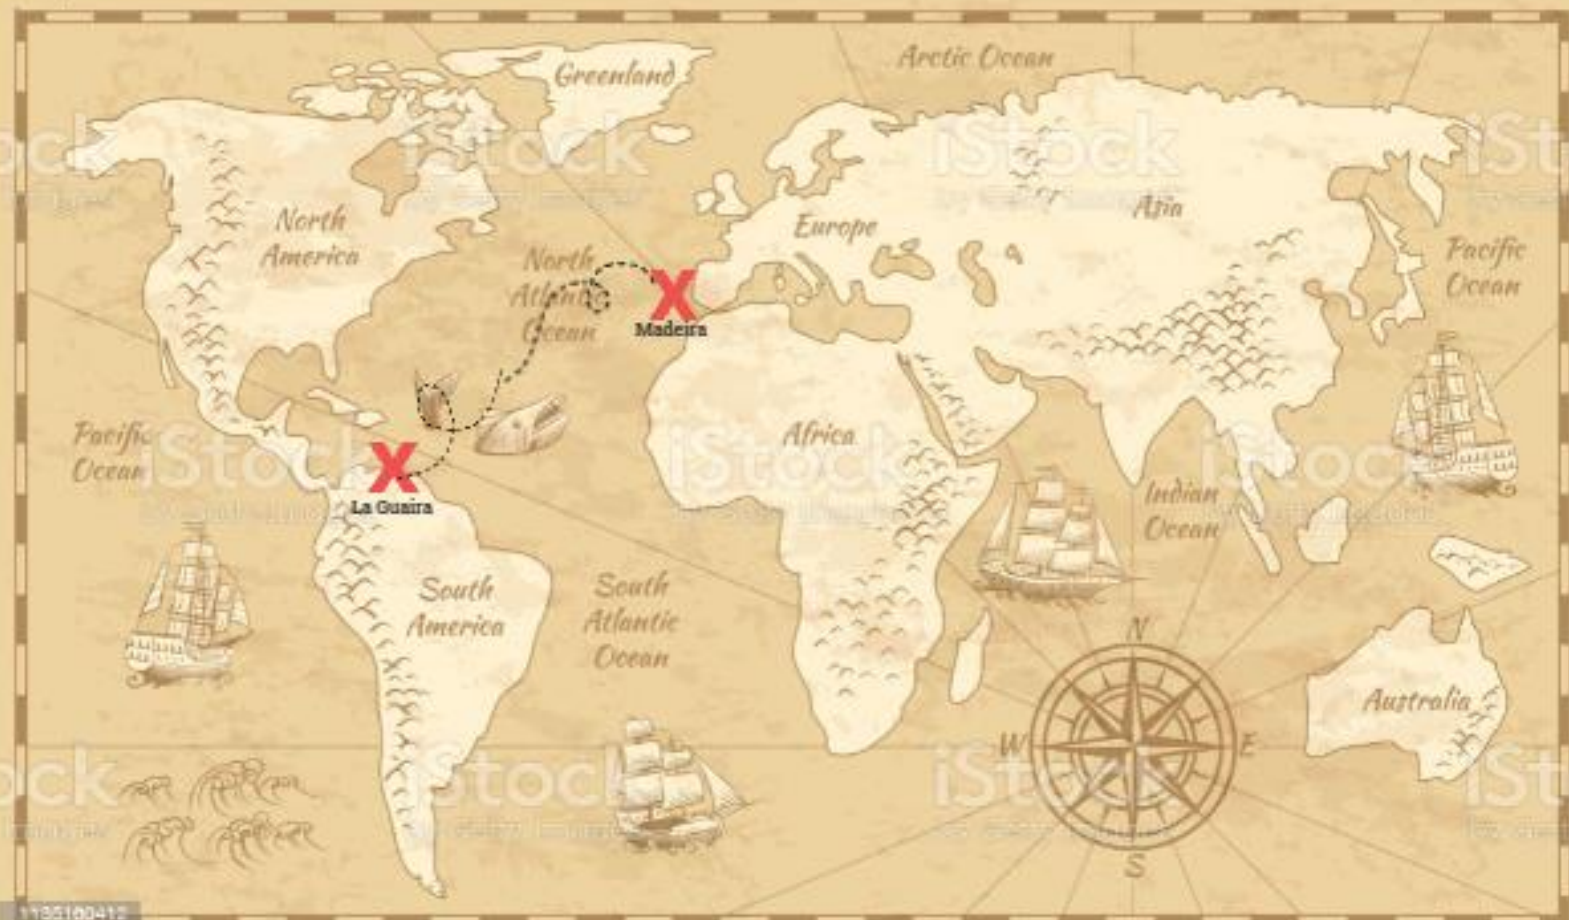 Arctic Ocean
Greenland
North
America
North
Atlantic
Ocean
Europe
Asia
Pacific
Ocean
Madeira
Pacific
Ocean
La Guaira
Africa
Indian
Ocean
South
America
South
Atlantic
Ocean
Australia
N
W
E
S
iStock
iStock
iStock
iStock
iStock
iStock
iStock
1135100412